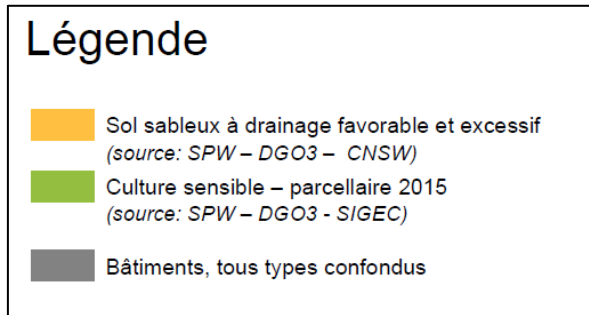 Légende
Sol sableux à drainage favorable et excessif
(source: SPW – DGO3 – CNSW)
Culture sensible – parcellaire 2015
(source: SPW – DGO3 - SIGEC)
Bâtiments, tous types confondus